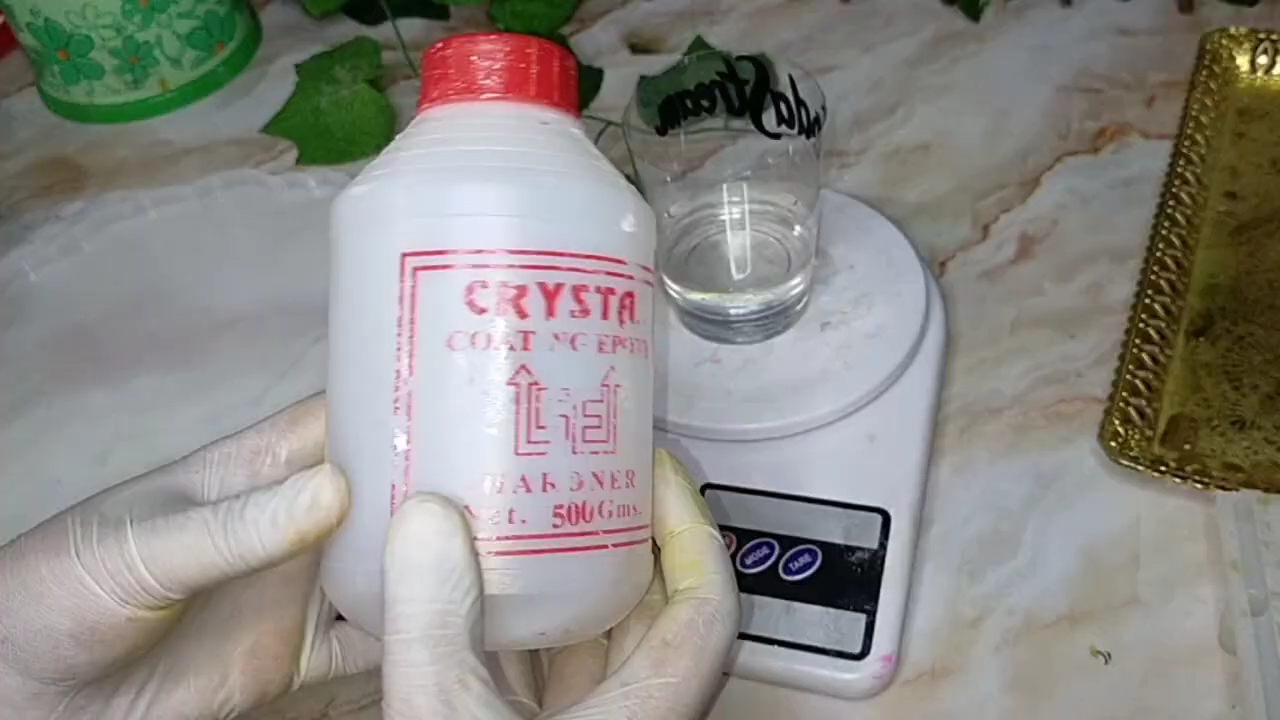 CRYSTA
COAT NG EPOXY
HARDNER
Net. 500 Gms.
MODE
TARE